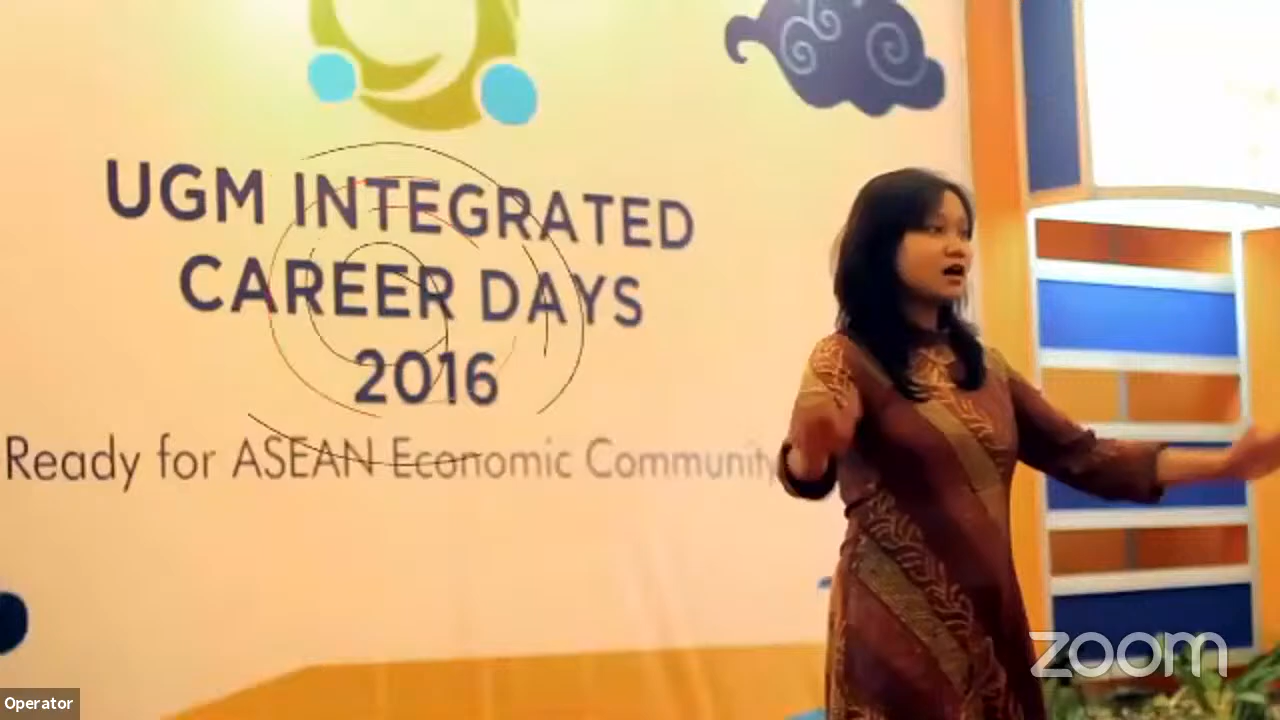 UGM INTEGRATED
CAREER DAYS
2016
Ready for ASEAN Economic Community
zoom
Operator